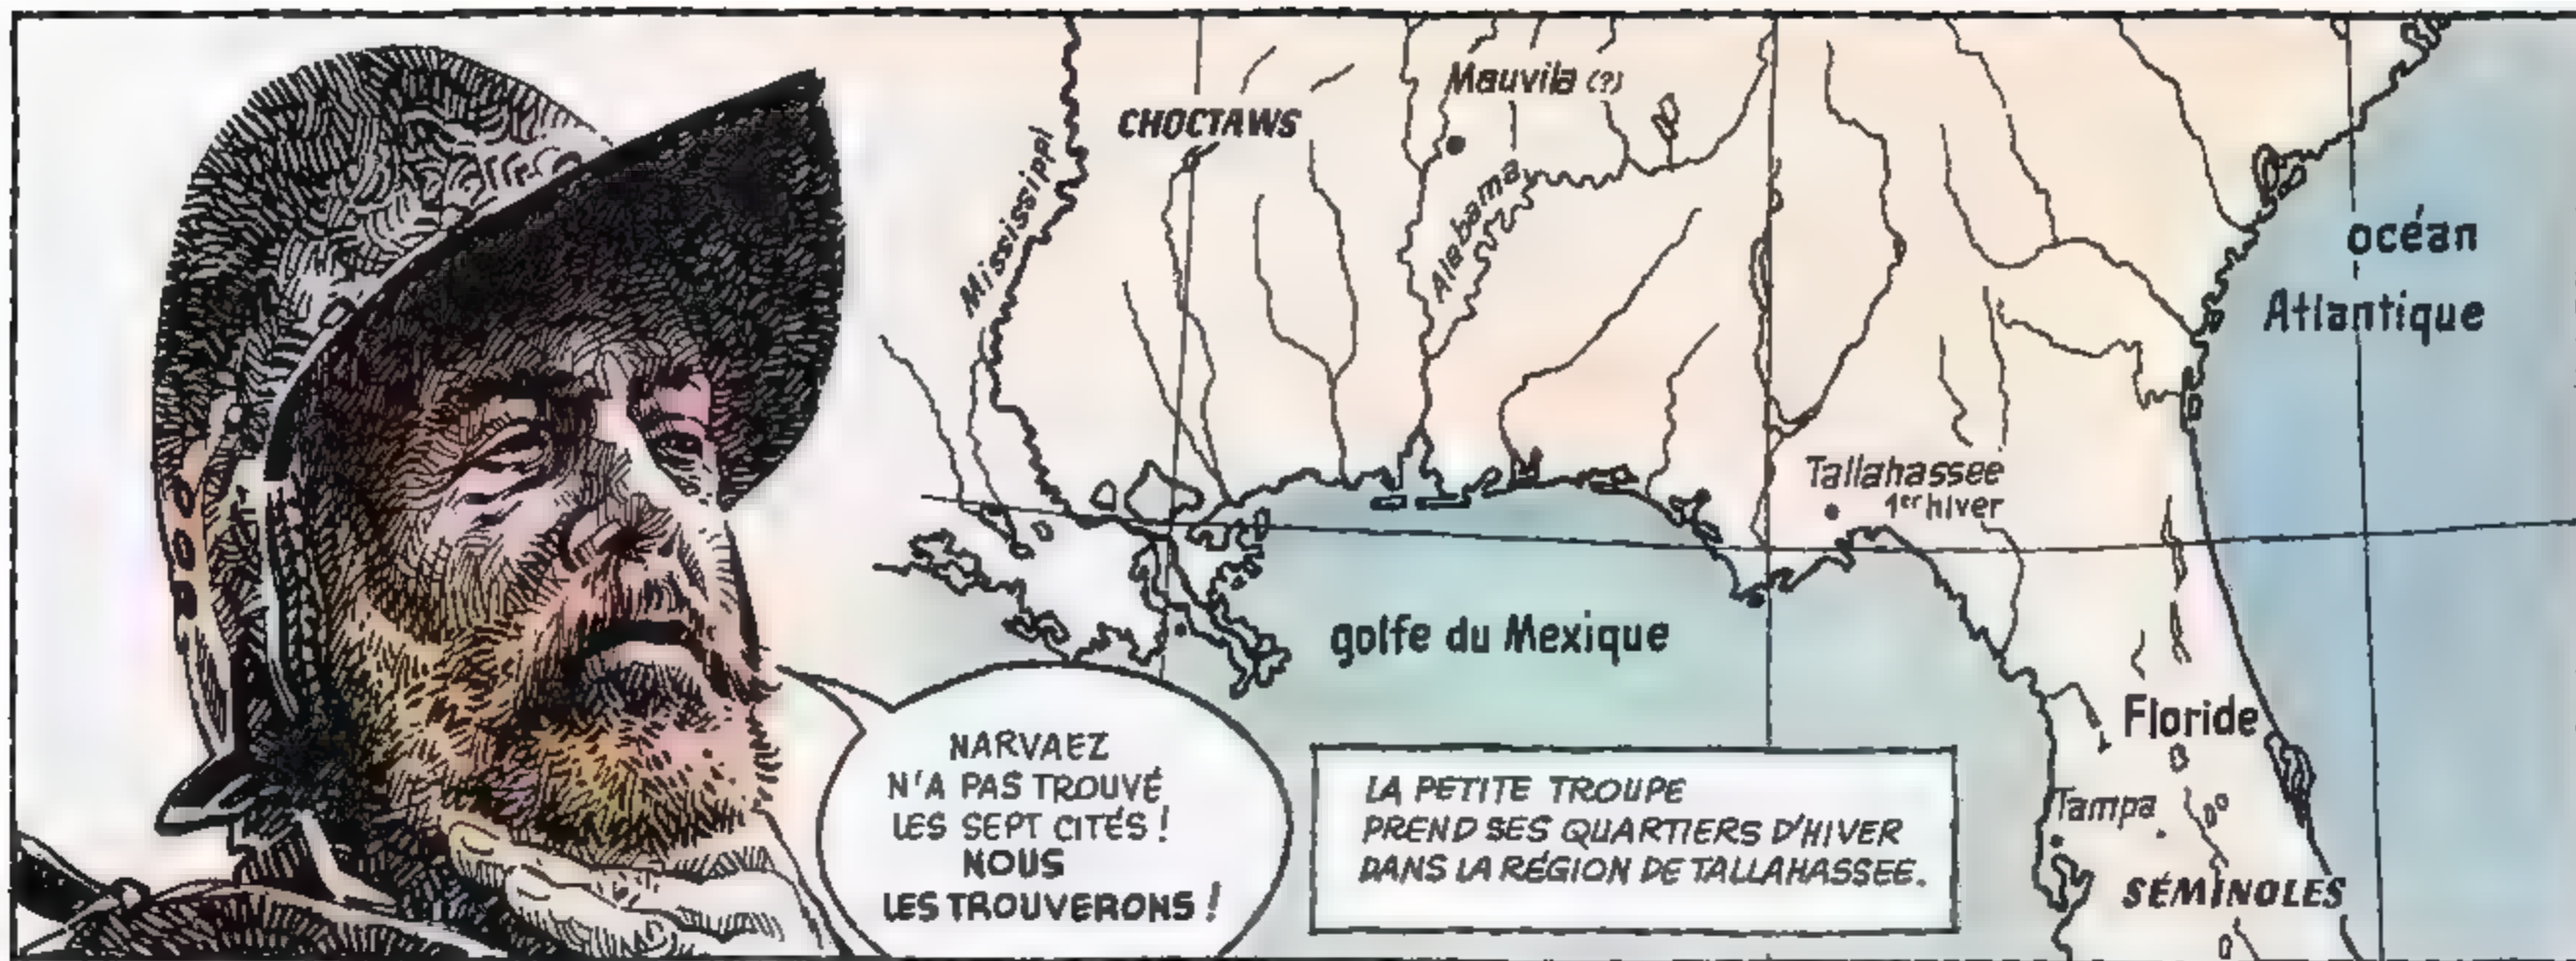 Mississippi
CHOCTAWS
Mauvila (?)
Alabama
océan
Atlantique
Tallahassee
1er hiver
golfe du Mexique
Floride
Tampa
SÉMINOLES
NARVAEZ
N'A PAS TROUVÉ
LES SEPT CITÉS !
NOUS
LES TROUVERONS !
LA PETITE TROUPE
PREND SES QUARTIERS D'HIVER
DANS LA RÉGION DE TALLAHASSEE.